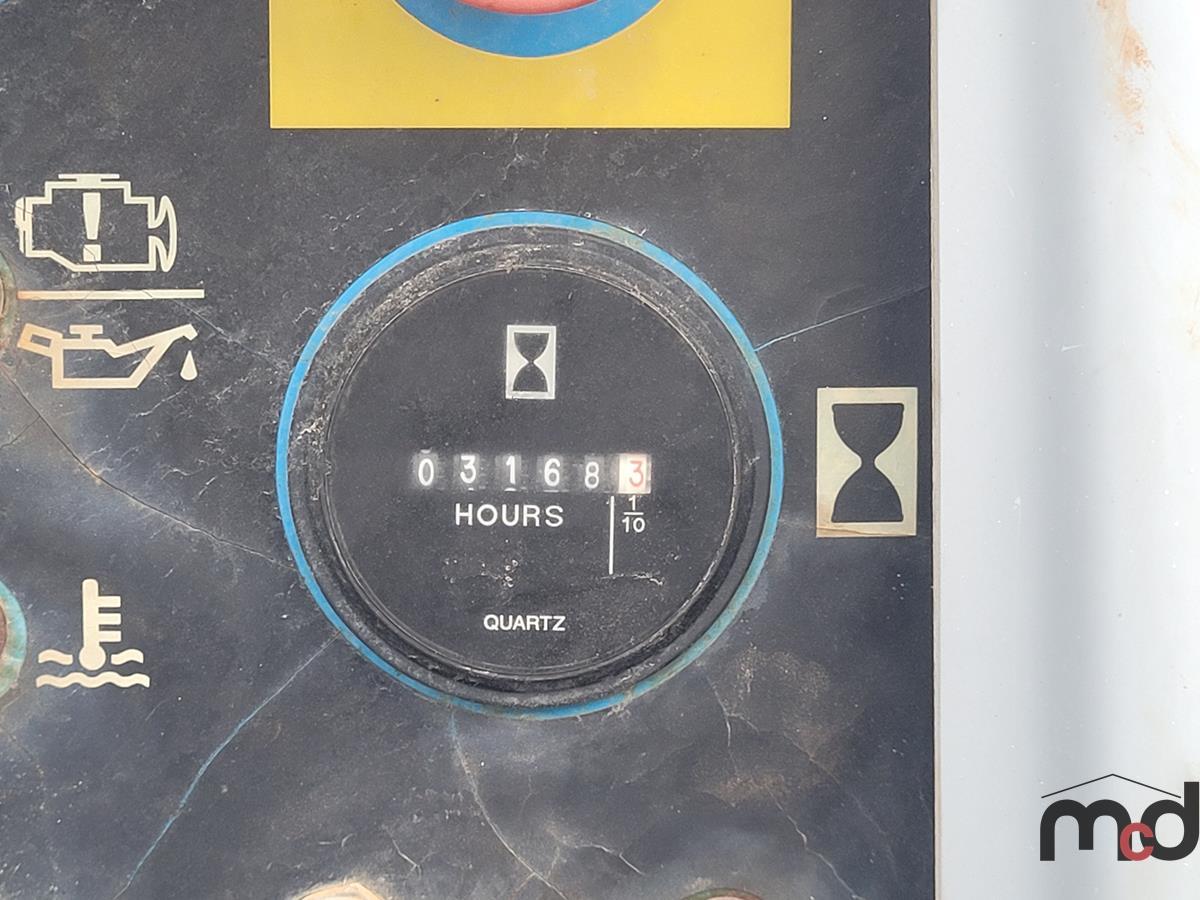 031683
HOURS
1/10
QUARTZ
mcd